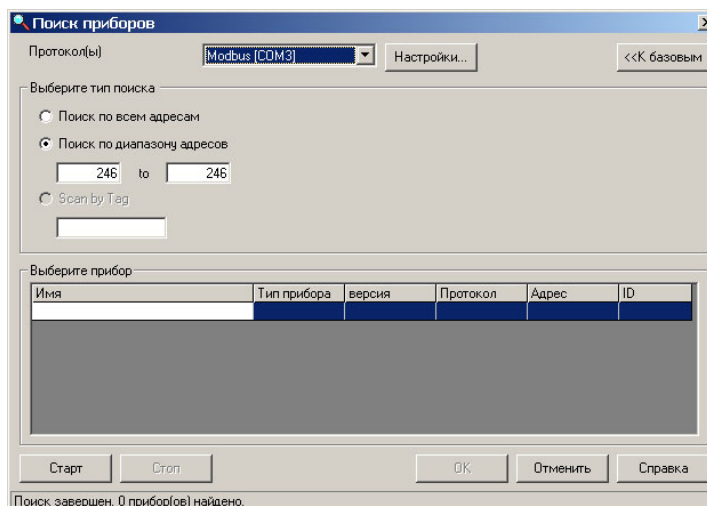 Поиск приборов
Протокол(ы) Modbus [COM3] Настройки... <<К базовым
Выберите тип поиска
Поиск по всем адресам
Поиск по диапазону адресов
246 to 246
Scan by Tag
Выберите прибор
Имя Тип прибора версия Протокол Адрес ID
Старт Стоп OK Отменить Справка
Поиск завершен. 0 прибор(ов) найдено.